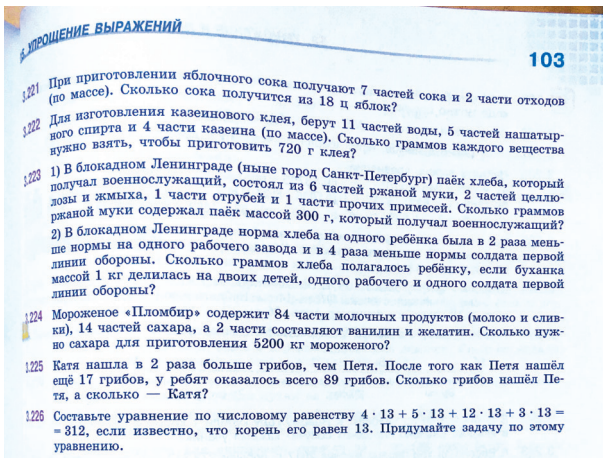 15. УПРОЩЕНИЕ ВЫРАЖЕНИЙ
103
3.221 При приготовлении яблочного сока получают 7 частей сока и 2 части отходов
(по массе). Сколько сока получится из 18 ц яблок?
3.222 Для изготовления казеинового клея, берут 11 частей воды, 5 частей нашатыр-
ного спирта и 4 части казеина (по массе). Сколько граммов каждого вещества
нужно взять, чтобы приготовить 720 г клея?
3.223 1) В блокадном Ленинграде (ныне город Санкт-Петербург) паёк хлеба, который
получал военнослужащий, состоял из 6 частей ржаной муки, 2 частей целлю-
лозы и жмыха, 1 части отрубей и 1 части прочих примесей. Сколько граммов
ржаной муки содержал паёк массой 300 г, который получал военнослужащий?
2) В блокадном Ленинграде норма хлеба на одного ребёнка была в 2 раза мень-
ше нормы на одного рабочего завода и в 4 раза меньше нормы солдата первой
линии обороны. Сколько граммов хлеба полагалось ребёнку, если буханка
массой 1 кг делилась на двоих детей, одного рабочего и одного солдата первой
линии обороны?
3.224 Мороженое «Пломбир» содержит 84 части молочных продуктов (молоко и слив-
ки), 14 частей сахара, а 2 части составляют ванилин и желатин. Сколько нуж-
но сахара для приготовления 5200 кг мороженого?
3.225 Катя нашла в 2 раза больше грибов, чем Петя. После того как Петя нашёл
ещё 17 грибов, у ребят оказалось всего 89 грибов. Сколько грибов нашёл Пе-
тя, а сколько — Катя?
3.226 Составьте уравнение по числовому равенству 4 · 13 + 5 · 13 + 12 · 13 + 3 · 13 =
= 312, если известно, что корень его равен 13. Придумайте задачу по этому
уравнению.